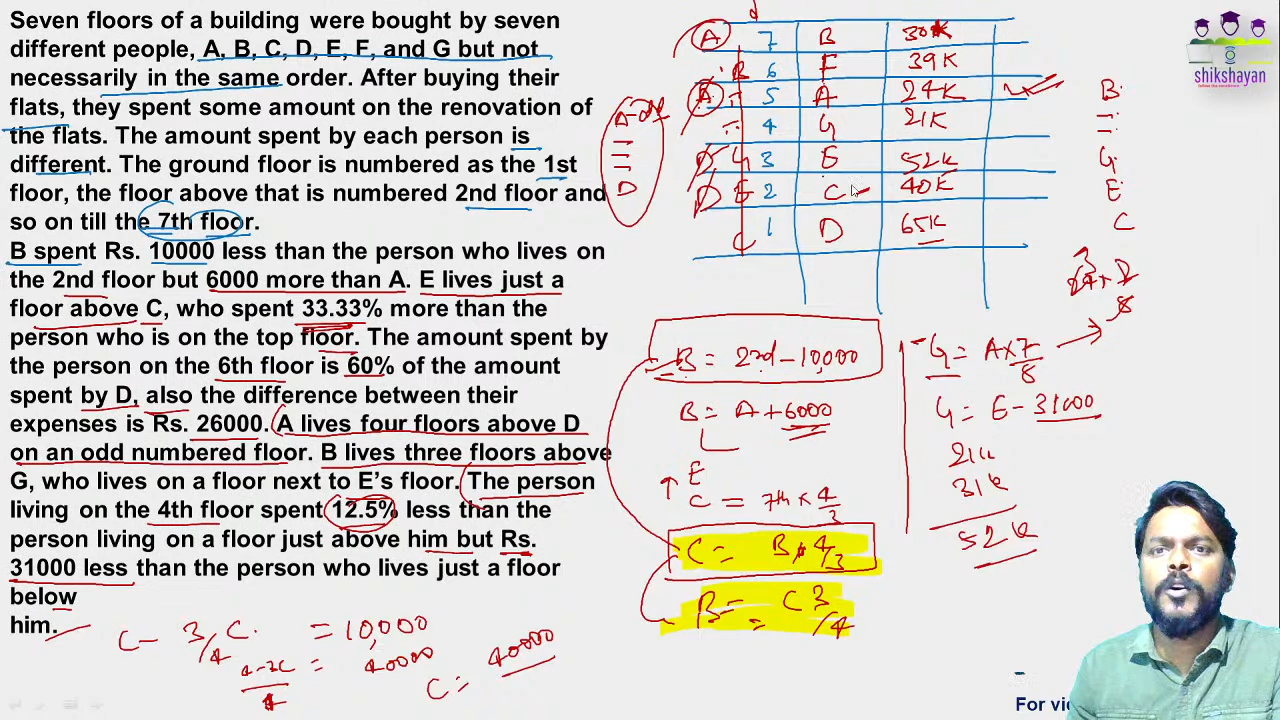 Seven floors of a building were bought by seven
different people, A, B, C, D, E, F, and G but not
necessarily in the same order. After buying their
flats, they spent some amount on the renovation of
the flats. The amount spent by each person is
different. The ground floor is numbered as the 1st
floor, the floor above that is numbered 2nd floor and
so on till the 7th floor.
B spent Rs. 10000 less than the person who lives on
the 2nd floor but 6000 more than A. E lives just a
floor above C, who spent 33.33% more than the
person who is on the top floor. The amount spent by
the person on the 6th floor is 60% of the amount
spent by D, also the difference between their
expenses is Rs. 26000. A lives four floors above D
on an odd numbered floor. B lives three floors above
G, who lives on a floor next to E's floor. The person
living on the 4th floor spent 12.5% less than the
person living on a floor just above him but Rs.
31000 less than the person who lives just a floor
below
him.
C - 3/4 C = 10,000
= 40000
C = 40000
A 7 B 30K
B 6 F 39K
A 5 A 24K
4 G 21K
D G 3 E 52K
D E 2 C 40K
C 1 D 65K
D
B
G
E
C
B = 2nd - 10,000
B = A + 6000
E
C = 7th × 4/3
C = B × 4/3
B = C 3/4
G = A × 7/8
G = E - 31000
21K
31K
52K
shikshayan
For vie